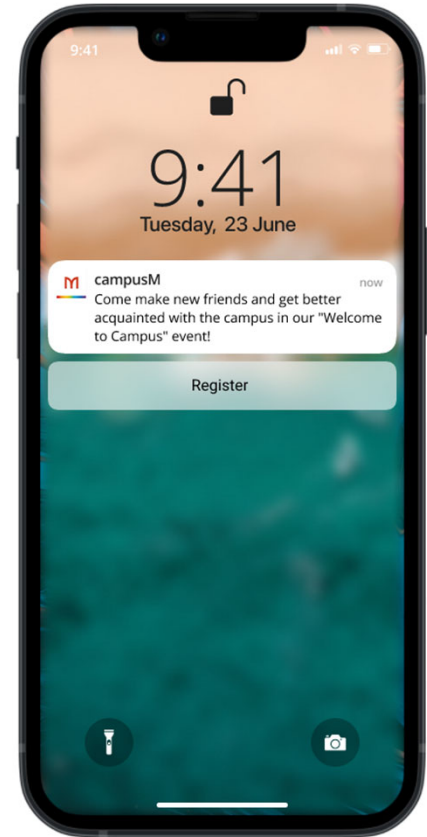 9:41
9:41
Tuesday, 23 June
campusM
now
Come make new friends and get better
acquainted with the campus in our "Welcome
to Campus" event!
Register